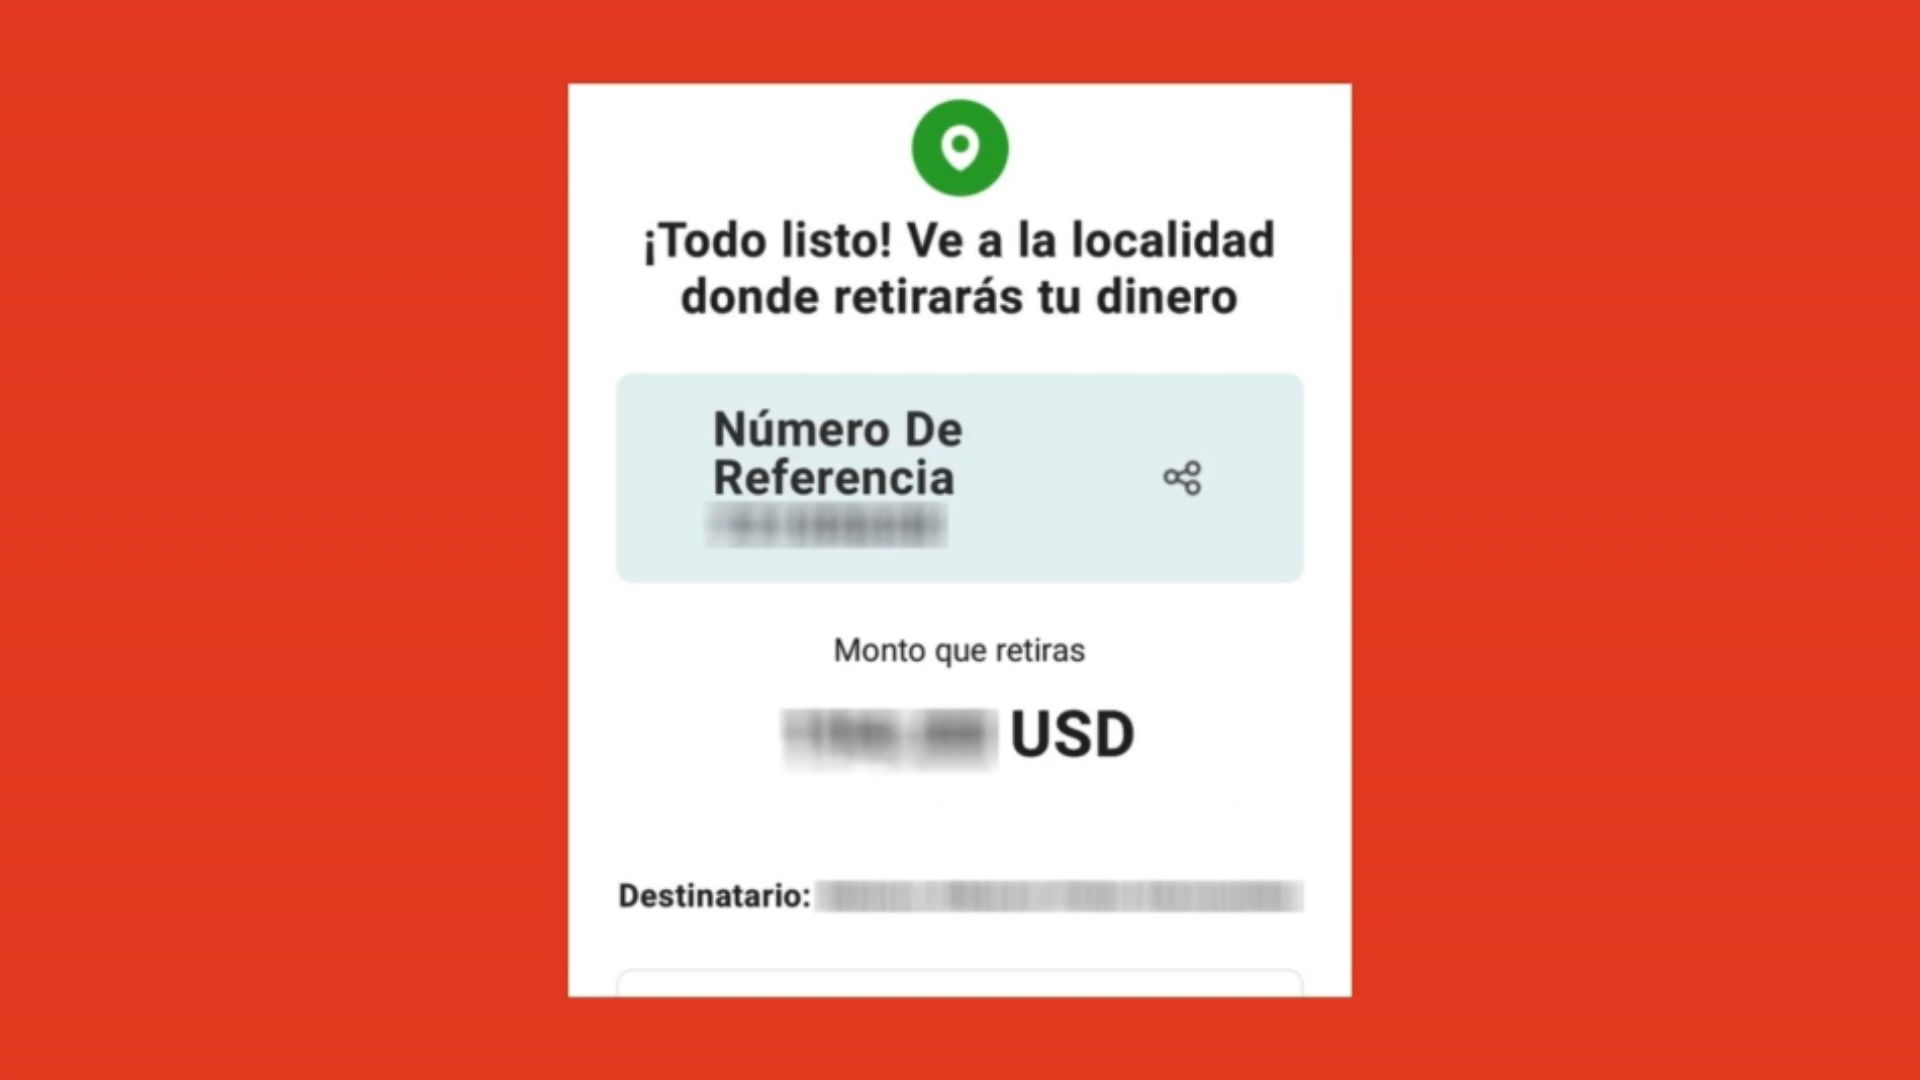 ¡Todo listo! Ve a la localidad
donde retirarás tu dinero
Número De
Referencia
Monto que retiras
USD
Destinatario: